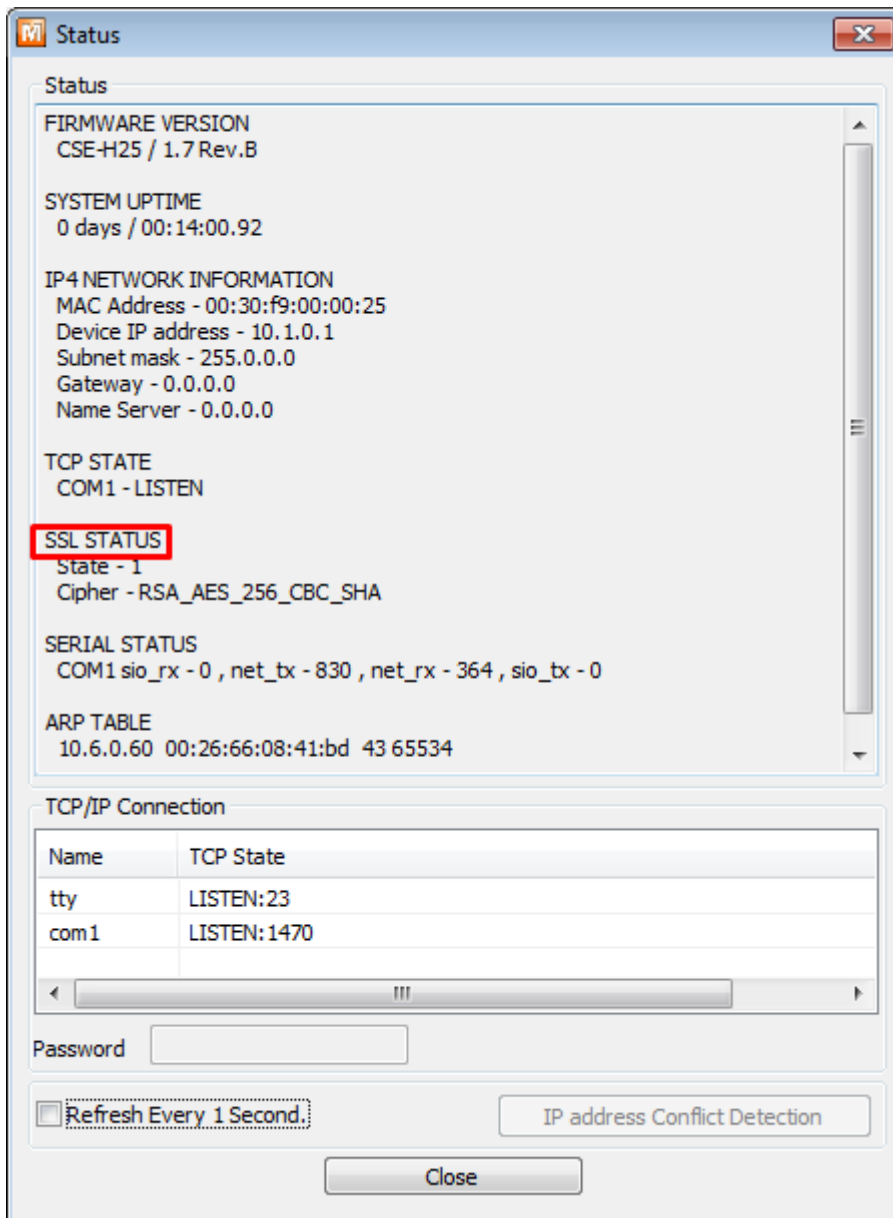 Status
Status
FIRMWARE VERSION
CSE-H25 / 1.7 Rev.B
SYSTEM UPTIME
0 days / 00:14:00.92
IP4 NETWORK INFORMATION
MAC Address - 00:30:f9:00:00:25
Device IP address - 10.1.0.1
Subnet mask - 255.0.0.0
Gateway - 0.0.0.0
Name Server - 0.0.0.0
TCP STATE
COM1 - LISTEN
SSL STATUS
State - 1
Cipher - RSA_AES_256_CBC_SHA
SERIAL STATUS
COM1 sio_rx - 0 , net_tx - 830 , net_rx - 364 , sio_tx - 0
ARP TABLE
10.6.0.60 00:26:66:08:41:bd 43 65534
TCP/IP Connection
Name TCP State
tty LISTEN:23
com1 LISTEN:1470
Password
Refresh Every 1 Second. IP address Conflict Detection
Close